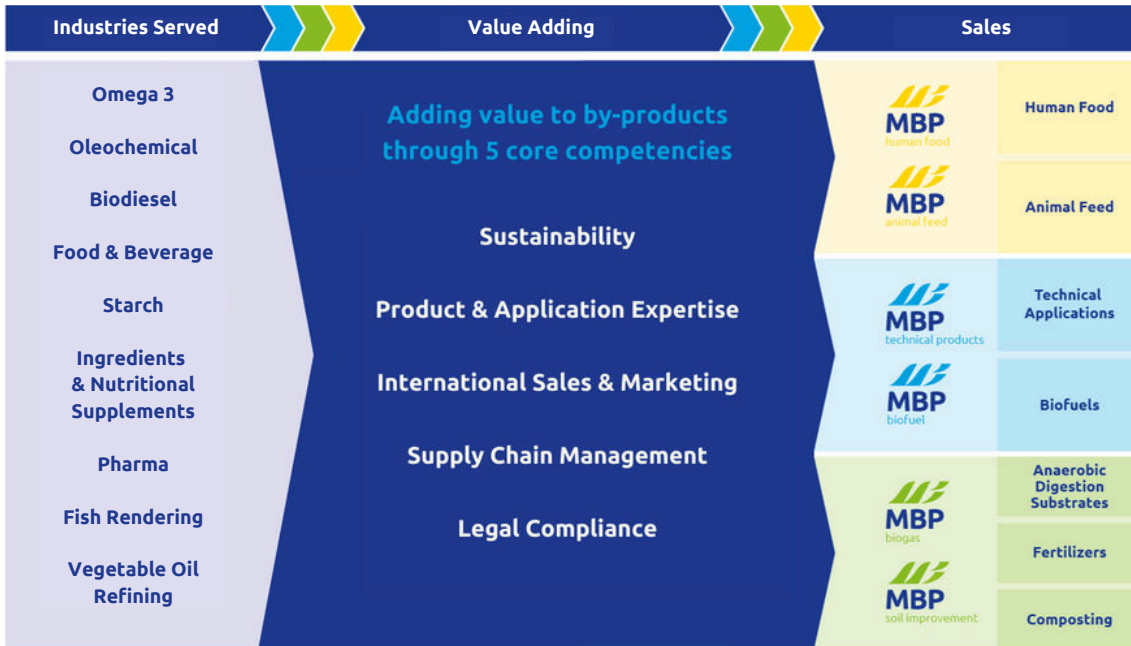 Industries Served
Value Adding
Sales
Omega 3
Oleochemical
Biodiesel
Food & Beverage
Starch
Ingredients
& Nutritional
Supplements
Pharma
Fish Rendering
Vegetable Oil
Refining
Adding value to by-products
through 5 core competencies
Sustainability
Product & Application Expertise
International Sales & Marketing
Supply Chain Management
Legal Compliance
MBP
human food
Human Food
MBP
animal feed
Animal Feed
MBP
technical products
Technical
Applications
MBP
biofuel
Biofuels
MBP
biogas
Anaerobic
Digestion
Substrates
Fertilizers
MBP
soil improvement
Composting